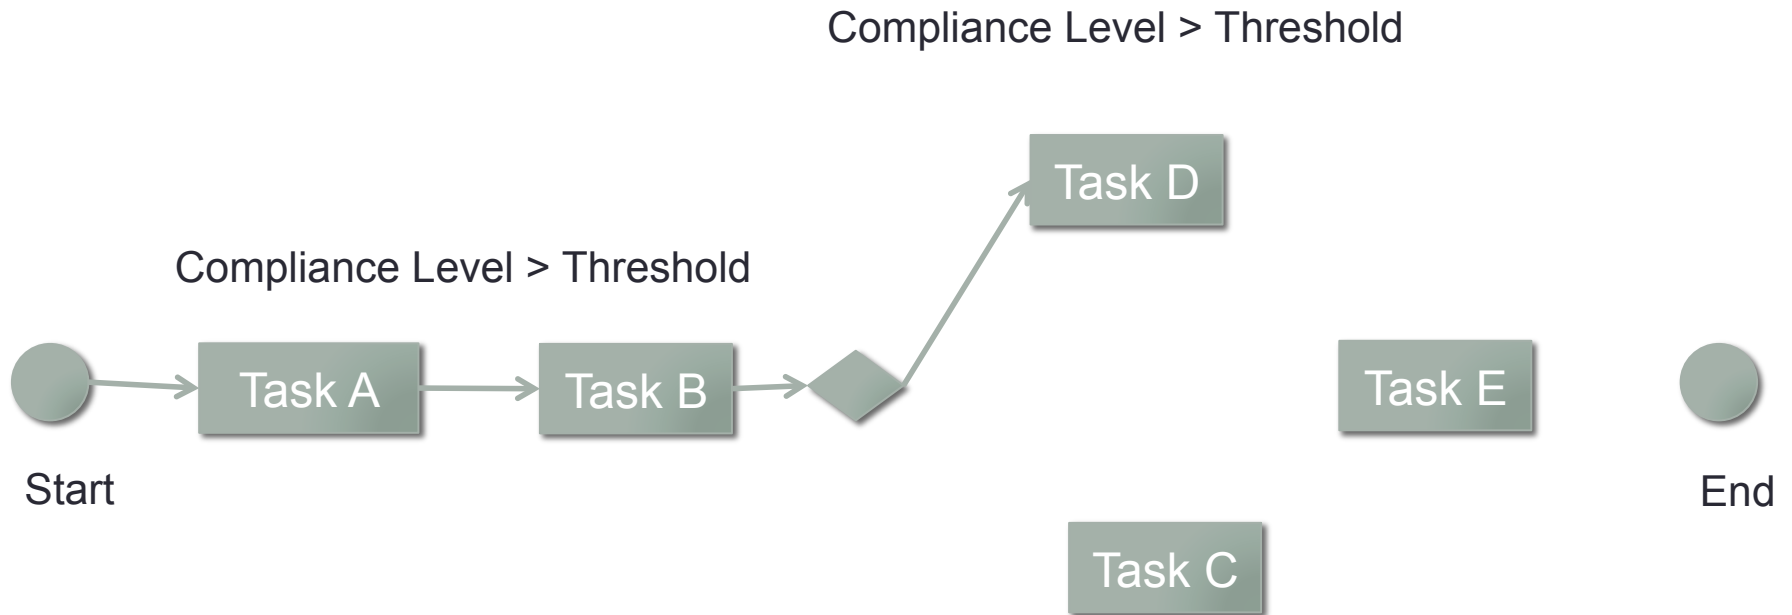 Compliance Level > Threshold
Task D
Compliance Level > Threshold
Task A
Task B
Task E
Start
End
Task C